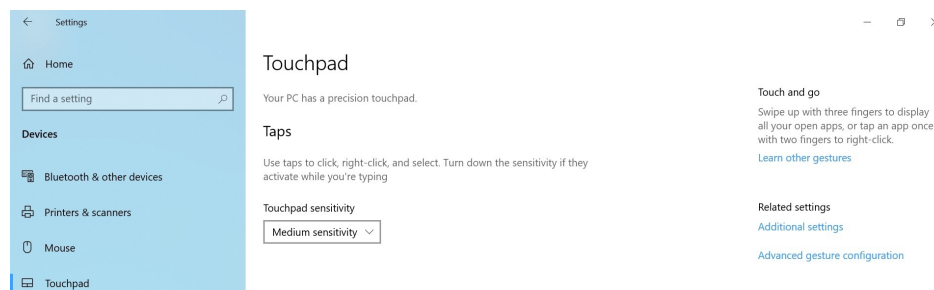 Settings
Home
Find a setting
Devices
Bluetooth & other devices
Printers & scanners
Mouse
Touchpad
Touchpad
Your PC has a precision touchpad.
Taps
Use taps to click, right-click, and select. Turn down the sensitivity if they
activate while you're typing
Touchpad sensitivity
Medium sensitivity
Touch and go
Swipe up with three fingers to display
all your open apps, or tap an app once
with two fingers to right-click.
Learn other gestures
Related settings
Additional settings
Advanced gesture configuration